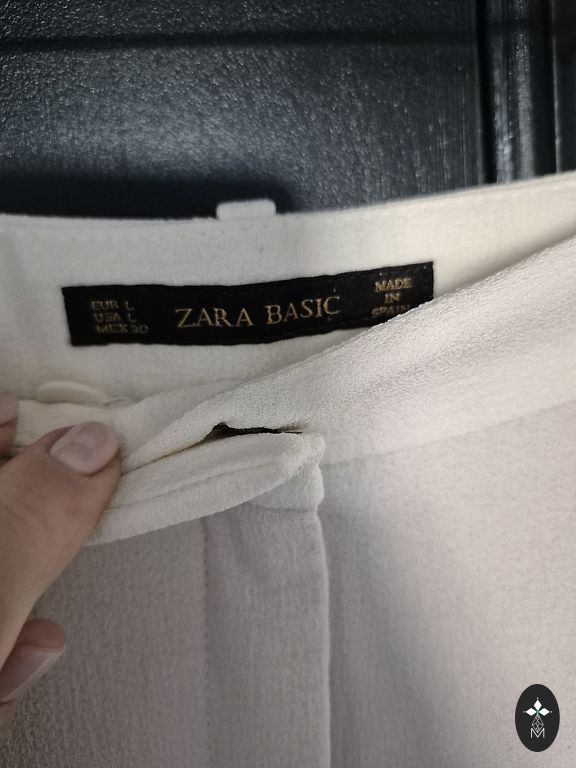 EUR L
USA L
MEX 30
ZARA BASIC
MADE
IN
SPAIN
M